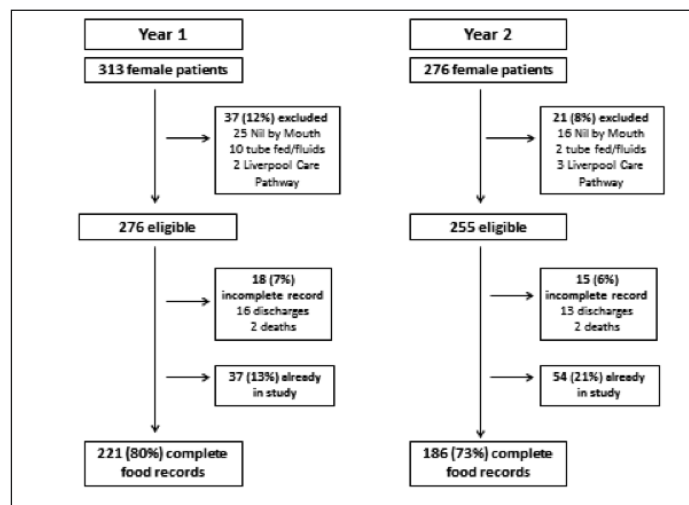 Year 1
313 female patients
37 (12%) excluded
25 Nil by Mouth
10 tube fed/fluids
2 Liverpool Care
Pathway
276 eligible
18 (7%)
incomplete record
16 discharges
2 deaths
37 (13%) already
in study
221 (80%) complete
food records
Year 2
276 female patients
21 (8%) excluded
16 Nil by Mouth
2 tube fed/fluids
3 Liverpool Care
Pathway
255 eligible
15 (6%)
incomplete record
13 discharges
2 deaths
54 (21%) already
in study
186 (73%) complete
food records